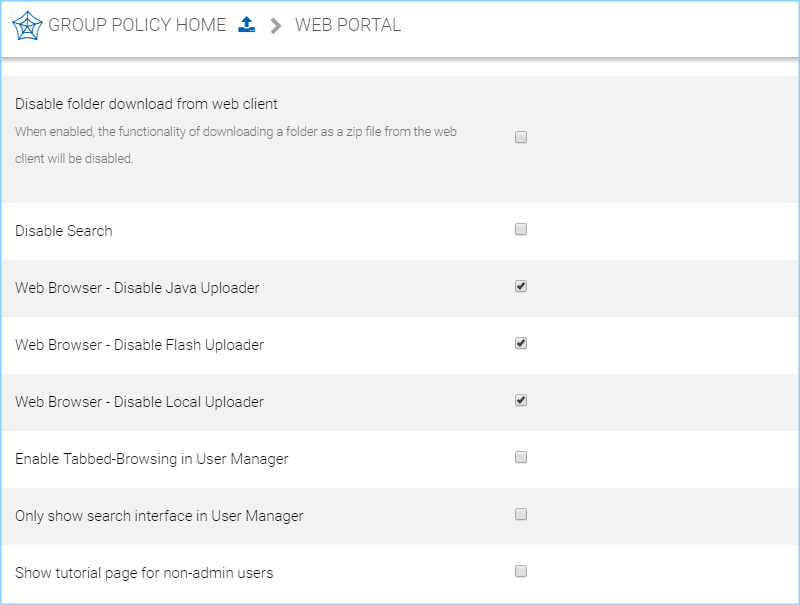 GROUP POLICY HOME WEB PORTAL
Disable folder download from web client
When enabled, the functionality of downloading a folder as a zip file from the web
client will be disabled.
Disable Search
Web Browser - Disable Java Uploader
Web Browser - Disable Flash Uploader
Web Browser - Disable Local Uploader
Enable Tabbed-Browsing in User Manager
Only show search interface in User Manager
Show tutorial page for non-admin users